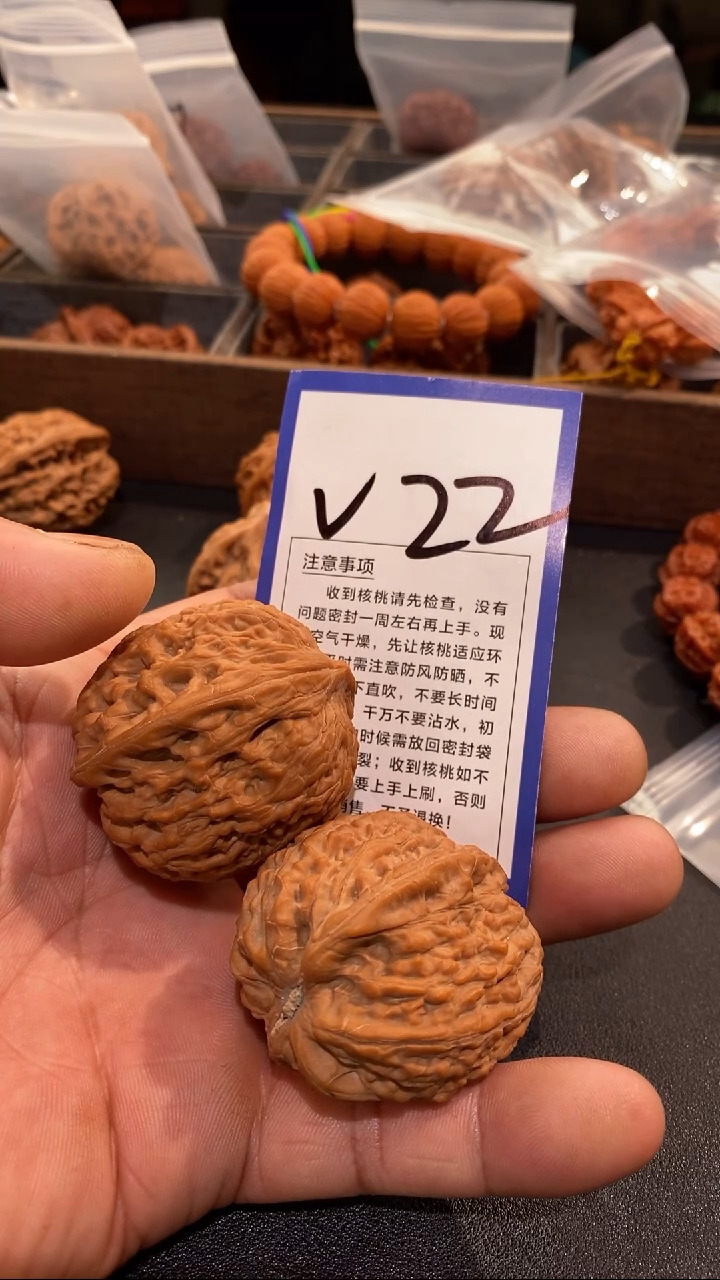 V22
注意事项
收到核桃请先检查，没有
问题密封一周左右再上手。现
空气干燥，先让核桃适应环
时需注意防风防晒，不
下直吹，不要长时间
千万不要沾水，初
时候需放回密封袋
裂；收到核桃如不
要上手上刷，否则
销售，不予退换！